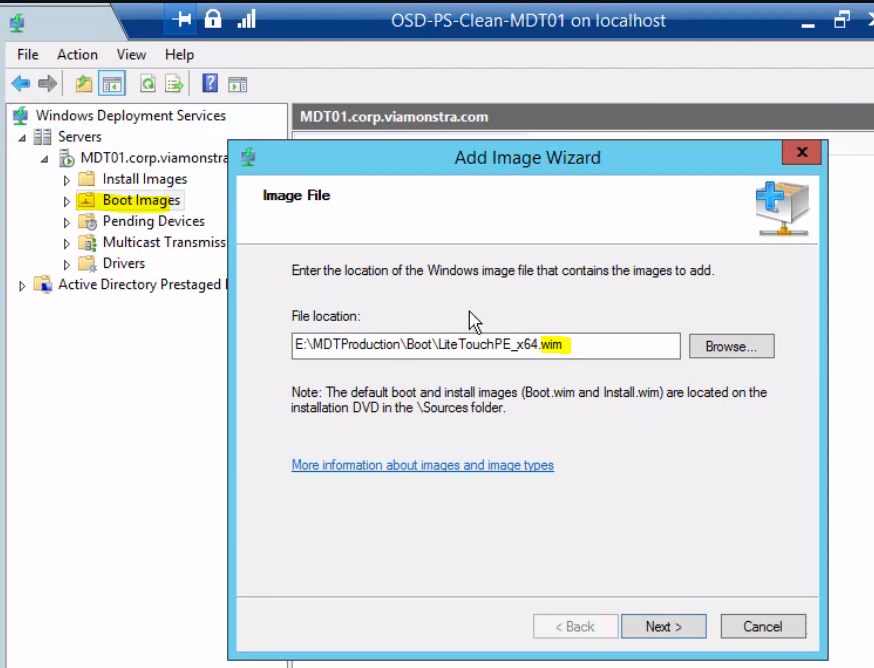 OSD-PS-Clean-MDT01 on localhost
File Action View Help
Windows Deployment Services
Servers
MDT01.corp.viamonstra
Install Images
Boot Images
Pending Devices
Multicast Transmiss
Drivers
Active Directory Prestaged
MDT01.corp.viamonstra.com
Add Image Wizard
Image File
Enter the location of the Windows image file that contains the images to add.
File location:
E:\MDTProduction\Boot\LiteTouchPE_x64.wim
Browse...
Note: The default boot and install images (Boot.wim and Install.wim) are located on the
installation DVD in the \Sources folder.
More information about images and image types
< Back Next > Cancel